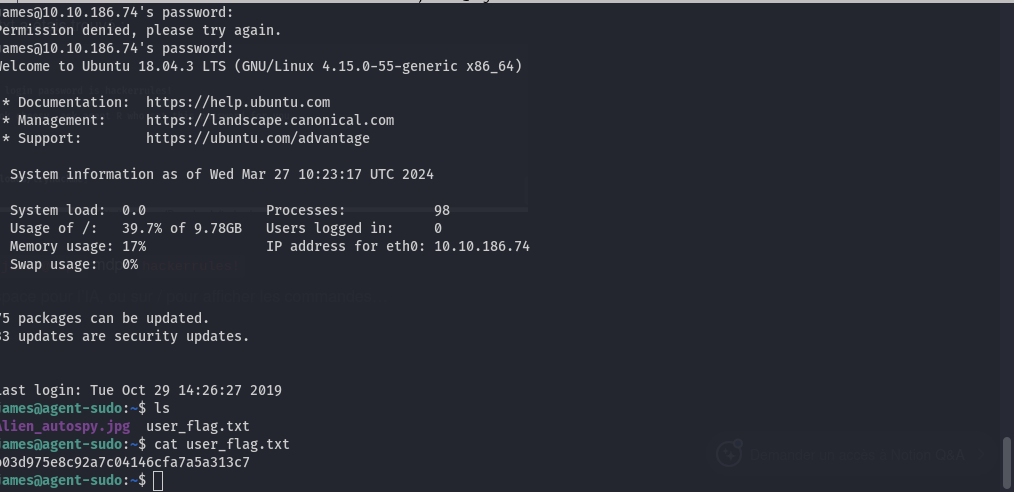 james@10.10.186.74's password:
Permission denied, please try again.
james@10.10.186.74's password:
Welcome to Ubuntu 18.04.3 LTS (GNU/Linux 4.15.0-55-generic x86_64)
* Documentation:  https://help.ubuntu.com
* Management:     https://landscape.canonical.com
* Support:        https://ubuntu.com/advantage
System information as of Wed Mar 27 10:23:17 UTC 2024
System load:  0.0               Processes:           98
Usage of /:   39.7% of 9.78GB   Users logged in:     0
Memory usage: 17%               IP address for eth0: 10.10.186.74
Swap usage:   0%
75 packages can be updated.
33 updates are security updates.
Last login: Tue Oct 29 14:26:27 2019
james@agent-sudo:~$ ls
Alien_autospy.jpg  user_flag.txt
james@agent-sudo:~$ cat user_flag.txt
b03d975e8c92a7c04146cfa7a5a313c7
james@agent-sudo:~$